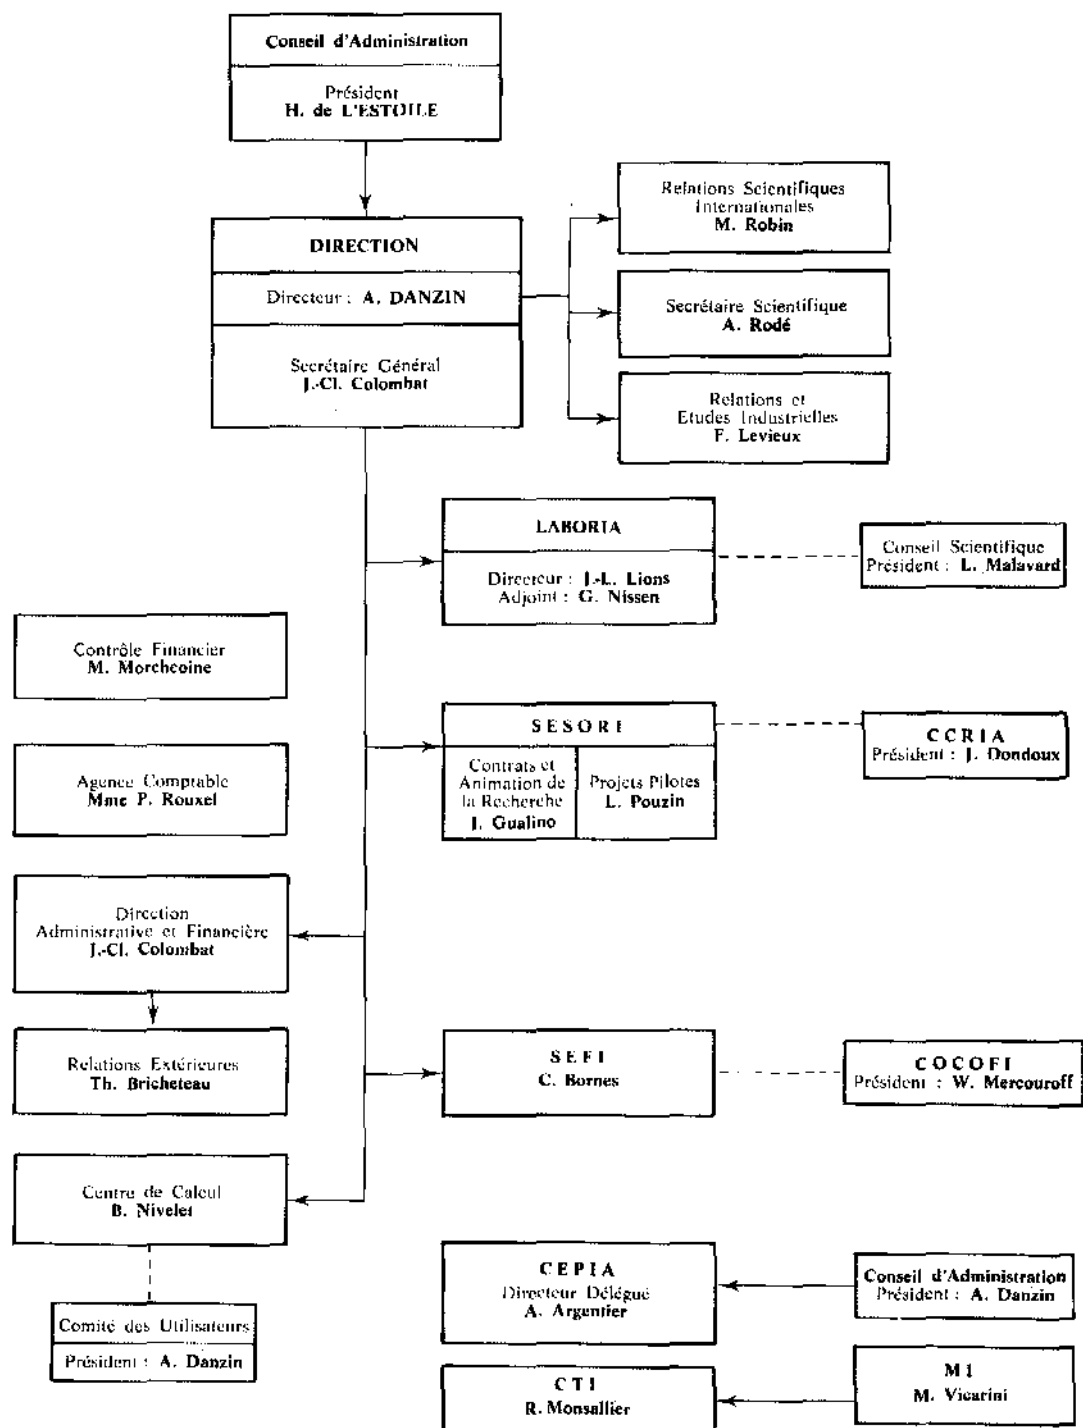 Conseil d'Administration
Président
H. de L'ESTOILE
Relations Scientifiques
Internationales
M. Robin
DIRECTION
Directeur : A. DANZIN
Secrétaire Général
J.-Cl. Colombat
Secrétaire Scientifique
A. Rodé
Relations et
Etudes Industrielles
F. Levieux
LABORIA
Directeur : J.-L. Lions
Adjoint : G. Nissen
Conseil Scientifique
Président : L. Malavard
Contrôle Financier
M. Morchcoine
SESORI
Contrats et
Animation de
la Recherche
J. Gualino
Projets Pilotes
L. Pouzin
CCRIA
Président : J. Dondoux
Agence Comptable
Mme P. Rouxel
Direction
Administrative et Financière
J.-Cl. Colombat
Relations Extérieures
Th. Bricheteau
SEFI
C. Bornes
COCOFI
Président : W. Mercouroff
Centre de Calcul
B. Nivelet
Comité des Utilisateurs
Président : A. Danzin
CEPIA
Directeur Délégué
A. Argentier
Conseil d'Administration
Président : A. Danzin
CTI
R. Monsallier
MI
M. Vicarini